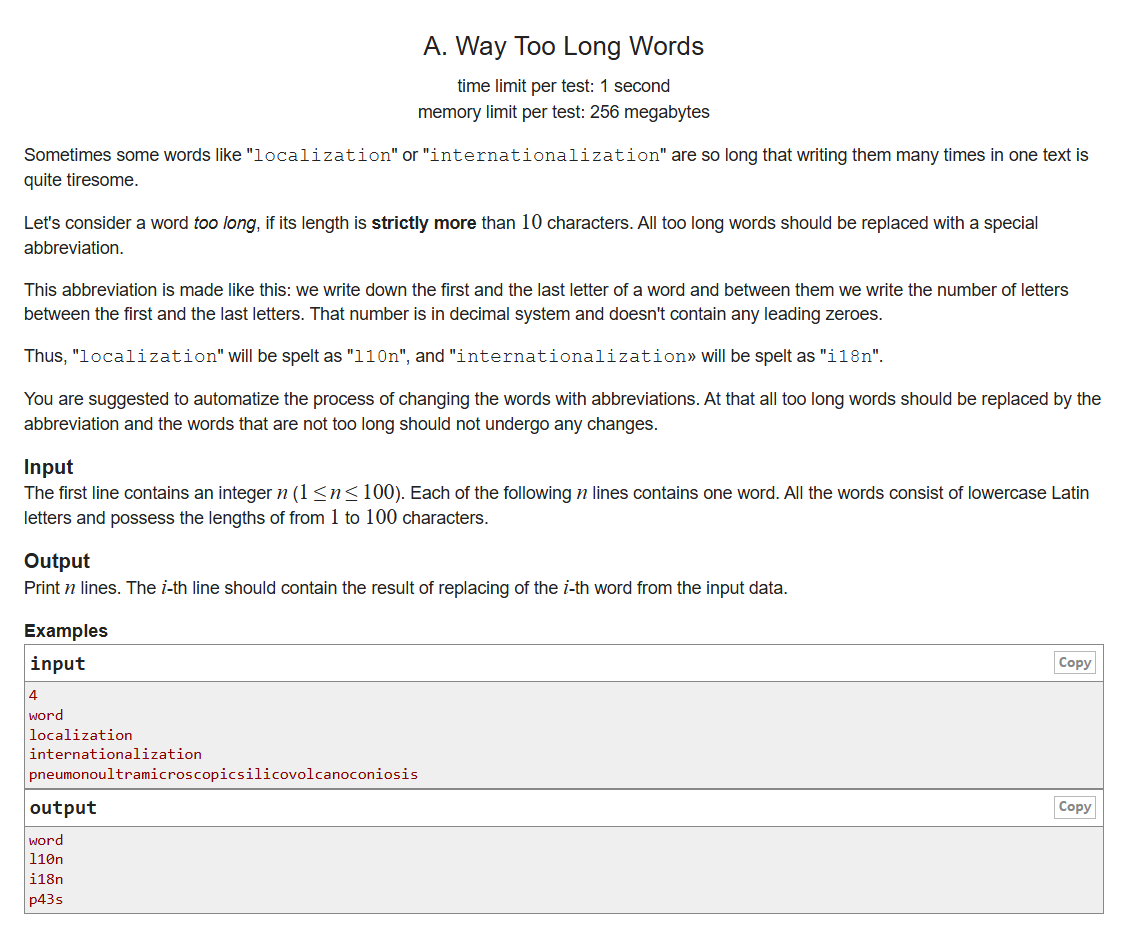 A. Way Too Long Words
time limit per test: 1 second
memory limit per test: 256 megabytes
Sometimes some words like "localization" or "internationalization" are so long that writing them many times in one text is
quite tiresome.
Let's consider a word too long, if its length is strictly more than 10 characters. All too long words should be replaced with a special
abbreviation.
This abbreviation is made like this: we write down the first and the last letter of a word and between them we write the number of letters
between the first and the last letters. That number is in decimal system and doesn't contain any leading zeroes.
Thus, "localization" will be spelt as "l10n", and "internationalization» will be spelt as "i18n".
You are suggested to automatize the process of changing the words with abbreviations. At that all too long words should be replaced by the
abbreviation and the words that are not too long should not undergo any changes.
Input
The first line contains an integer n (1 ≤ n ≤ 100). Each of the following n lines contains one word. All the words consist of lowercase Latin
letters and possess the lengths of from 1 to 100 characters.
Output
Print n lines. The i-th line should contain the result of replacing of the i-th word from the input data.
Examples
input Copy
4
word
localization
internationalization
pneumonoultramicroscopicsilicovolcanoconiosis
output Copy
word
l10n
i18n
p43s